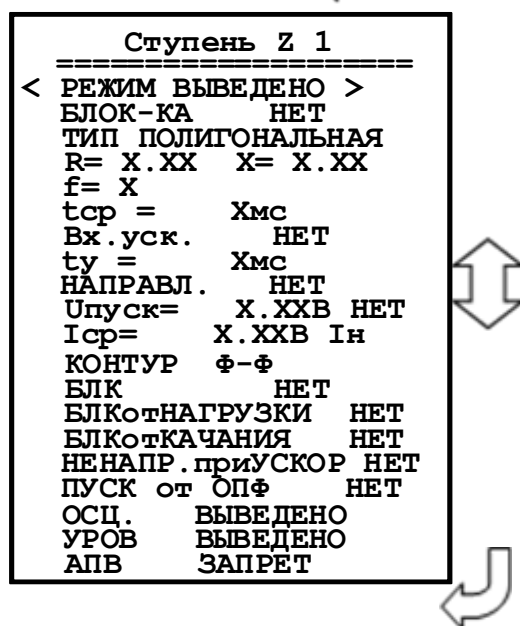 Ступень Z 1
====================
< РЕЖИМ ВЫВЕДЕНО >
БЛОК-КА НЕТ
ТИП ПОЛИГОНАЛЬНАЯ
R= X.XX X= X.XX
f= X
tср = Xмс
Вх.уск. НЕТ
tу = Xмс
НАПРАВЛ. НЕТ
Uпуск= X.XXВ НЕТ
Iср= X.XXВ Iн
КОНТУР Ф-Ф
БЛК НЕТ
БЛКотНАГРУЗКИ НЕТ
БЛКотКАЧАНИЯ НЕТ
НЕНАПР.приУСКОР НЕТ
ПУСК от ОПФ НЕТ
ОСЦ. ВЫВЕДЕНО
УРОВ ВЫВЕДЕНО
АПВ ЗАПРЕТ